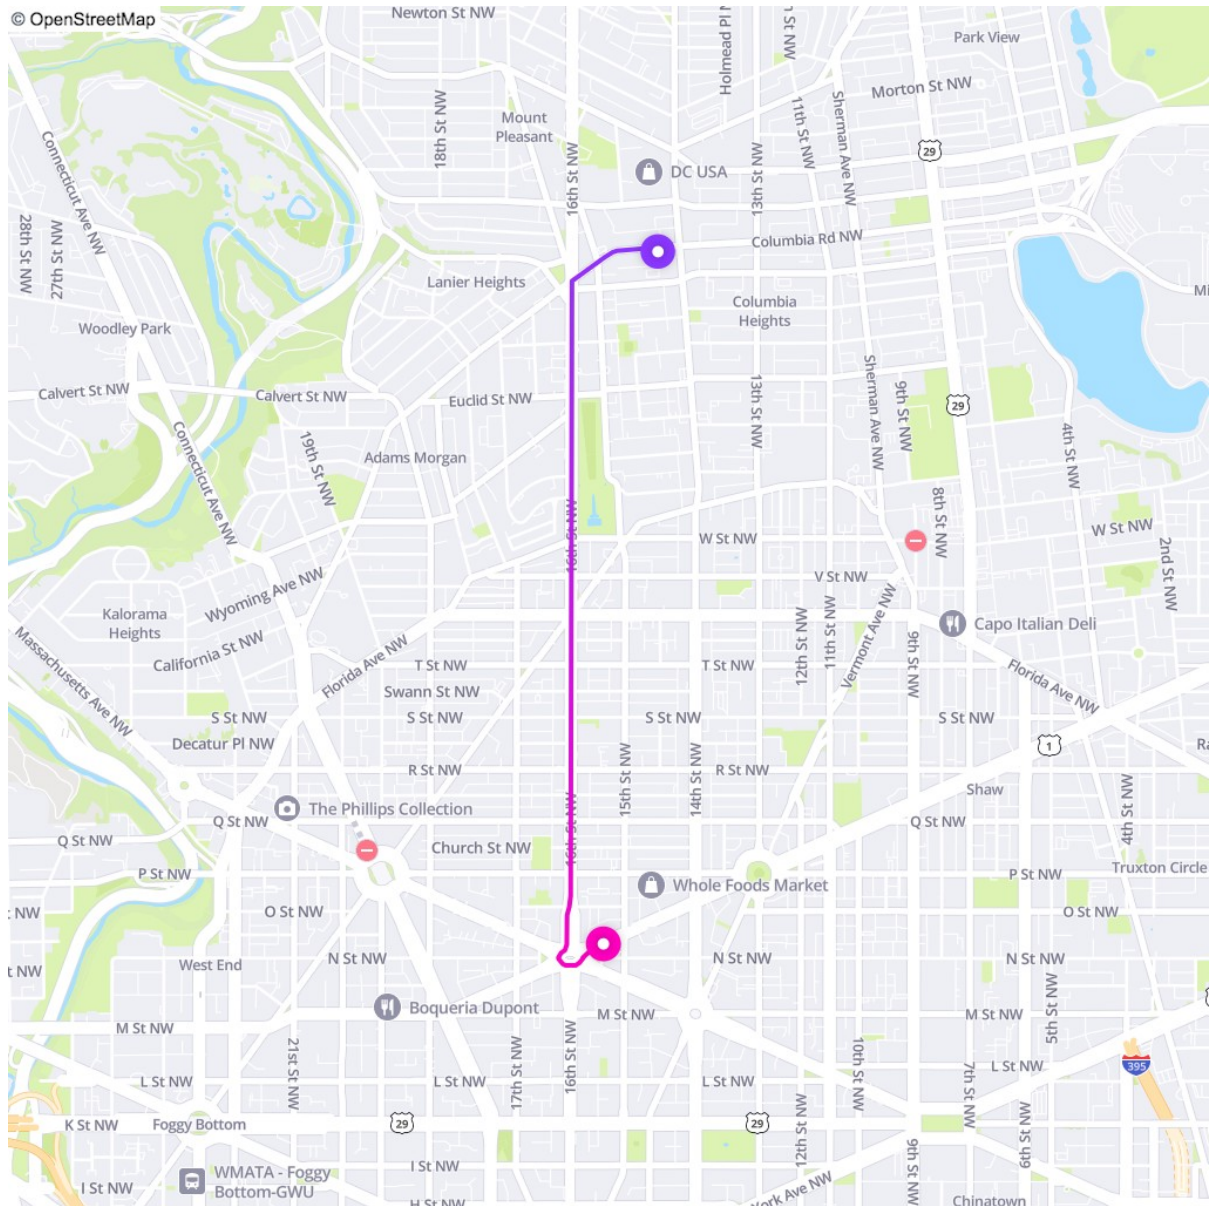 © OpenStreetMap
Newton St NW
18th St NW
Mount
Pleasant
16th St NW
Holmead Pl N
h St NW
Park View
Morton St NW
11th St NW
Sherman Ave NW
29
DC USA
13th St NW
Connecticut Ave NW
28th St NW
27th St NW
Columbia Rd NW
Lanier Heights
Columbia
Heights
Mi
Woodley Park
Calvert St NW
Calvert St NW
Euclid St NW
13th St NW
Sherman Ave NW
9th St NW
29
Connecticut Ave NW
19th St NW
Adams Morgan
4th St NW
16th St NW
W St NW
8th St NW
W St NW
2nd St NW
V St NW
Wyoming Ave NW
Kalorama
Heights
California St NW
Massachusetts Ave NW
Florida Ave NW
12th St NW
11th St NW
Vermont Ave NW
9th St NW
Capo Italian Deli
Florida Ave NW
T St NW
T St NW
Swann St NW
S St NW
S St NW
S St NW
S St NW
Decatur Pl NW
1
Ra
R St NW
R St NW
15th St NW
14th St NW
Shaw
The Phillips Collection
Q St NW
Q St NW
Q St NW
4th St NW
16th St NW
Church St NW
P St NW
P St NW
Truxton Circle
Whole Foods Market
NW
O St NW
O St NW
t NW
West End
N St NW
N St NW
N St NW
Boqueria Dupont
M St NW
M St NW
M St NW
5th St NW
21st St NW
17th St NW
16th St NW
10th St NW
7th St NW
L St NW
L St NW
L St NW
L St NW
395
K St NW
Foggy Bottom
29
29
12th St NW
9th St NW
6th St NW
I St NW
I St NW
WMATA - Foggy
Bottom-GWU
H St NW
York Ave NW
Chinatown